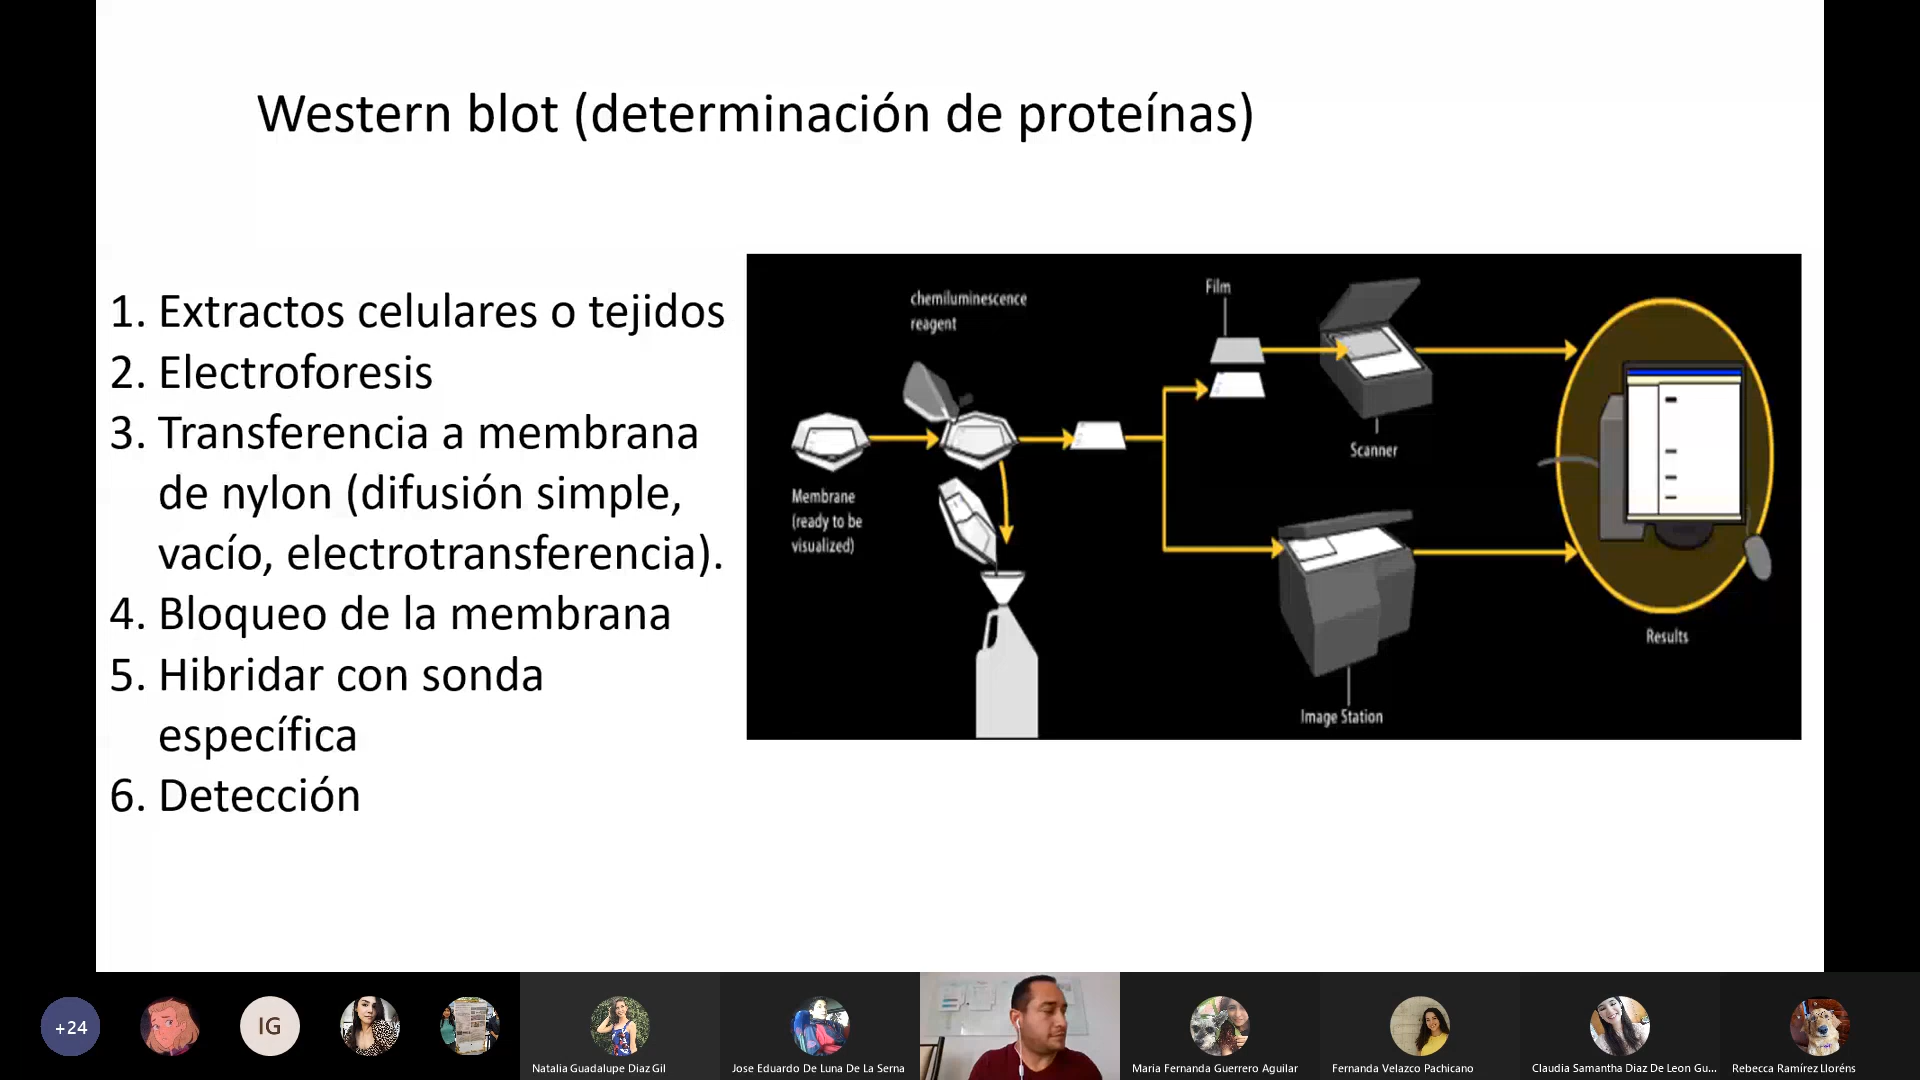 Western blot (determinación de proteínas)
1. Extractos celulares o tejidos
2. Electroforesis
3. Transferencia a membrana
de nylon (difusión simple,
vacío, electrotransferencia).
4. Bloqueo de la membrana
5. Hibridar con sonda
específica
6. Detección
chemiluminescence
reagent
Film
Scanner
Membrane
(ready to be
visualized)
Image Station
Results
+24
IG
Natalia Guadalupe Diaz Gil
Jose Eduardo De Luna De La Serna
Maria Fernanda Guerrero Aguilar
Fernanda Velazco Pachicano
Claudia Samantha Diaz De Leon Gu...
Rebecca Ramírez Lloréns